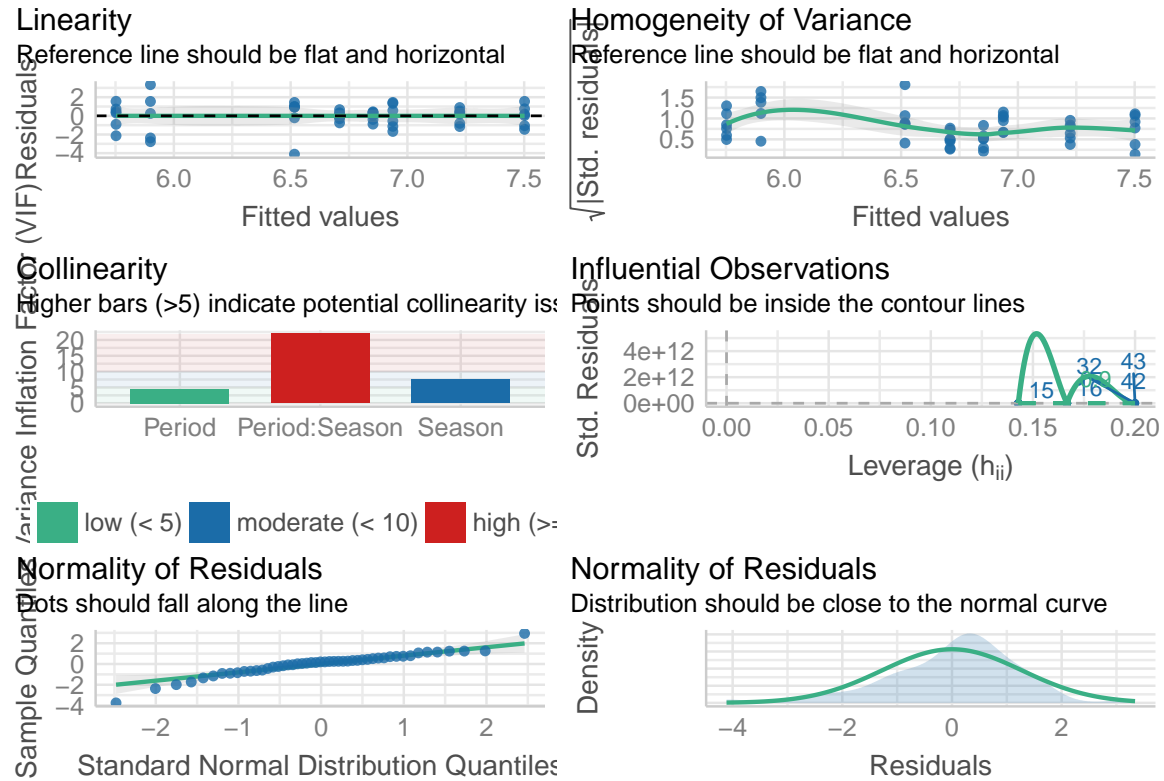 Linearity
Reference line should be flat and horizontal
Residuals
2
0
−2
−4
6.0 6.5 7.0 7.5
Fitted values
Homogeneity of Variance
Reference line should be flat and horizontal
√|Std. residuals|
1.5
1.0
0.5
6.0 6.5 7.0 7.5
Fitted values
Collinearity
Higher bars (>5) indicate potential collinearity iss
Variance Inflation Factor (VIF)
20
15
10
5
0
Period Period:Season Season
low (< 5) moderate (< 10) high (>=
Influential Observations
Points should be inside the contour lines
Std. Residuals
4e+12
2e+12
0e+00
32 43
15 16 42
0.00 0.05 0.10 0.15 0.20
Leverage (hii)
Normality of Residuals
Dots should fall along the line
Sample Quantiles
2
0
−2
−4
−2 −1 0 1 2
Standard Normal Distribution Quantiles
Normality of Residuals
Distribution should be close to the normal curve
Density
−4 −2 0 2
Residuals